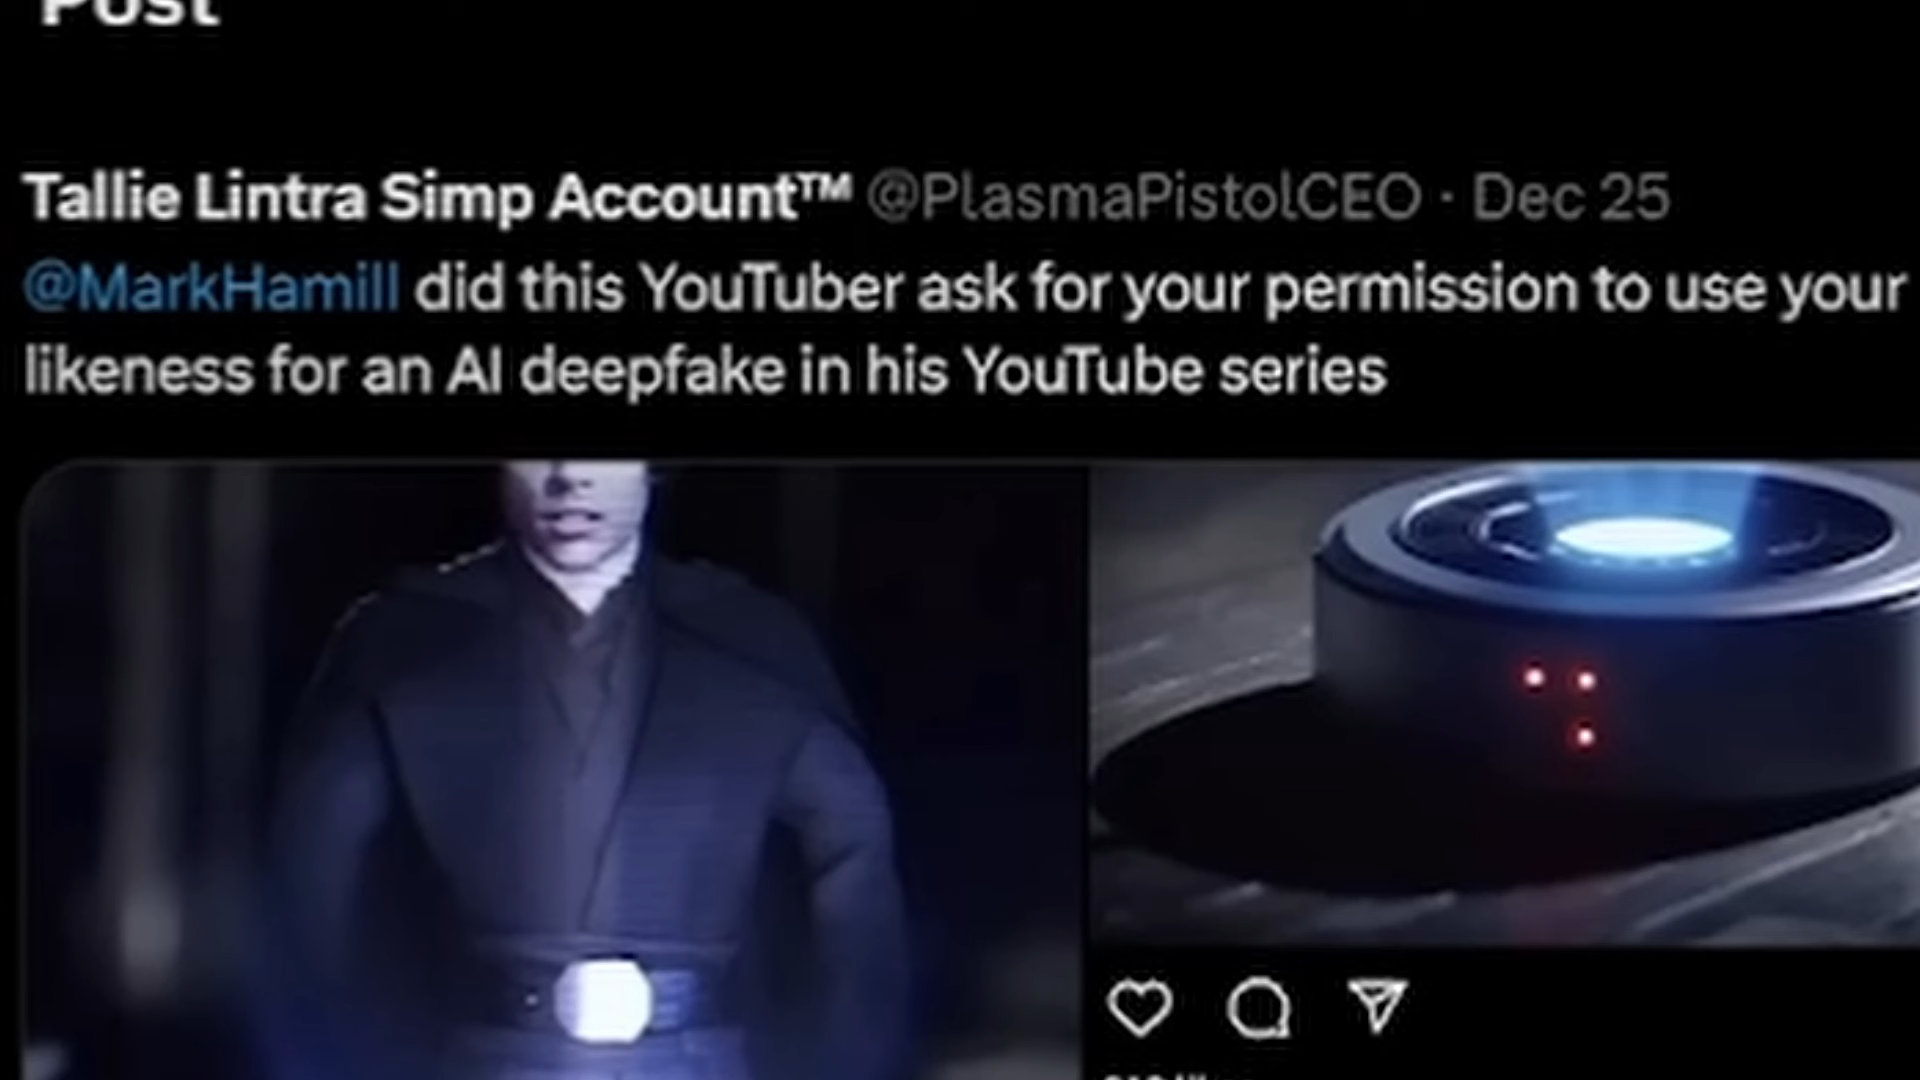 Post
Tallie Lintra Simp Account™ @PlasmaPistolCEO · Dec 25
@MarkHamill did this YouTuber ask for your permission to use your
likeness for an AI deepfake in his YouTube series